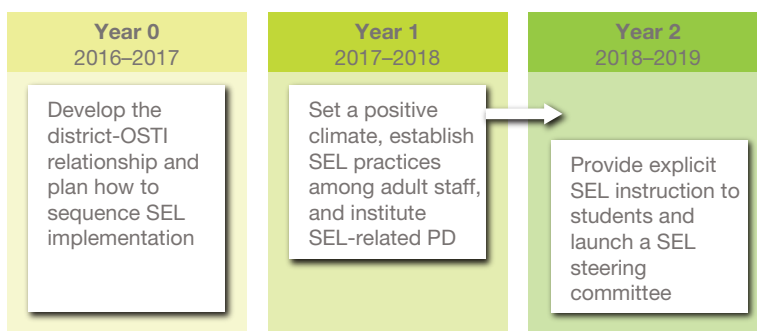 Year 0
2016–2017
Develop the
district-OSTI
relationship and
plan how to
sequence SEL
implementation
Year 1
2017–2018
Set a positive
climate, establish
SEL practices
among adult staff,
and institute
SEL-related PD
Year 2
2018–2019
Provide explicit
SEL instruction to
students and
launch a SEL
steering
committee